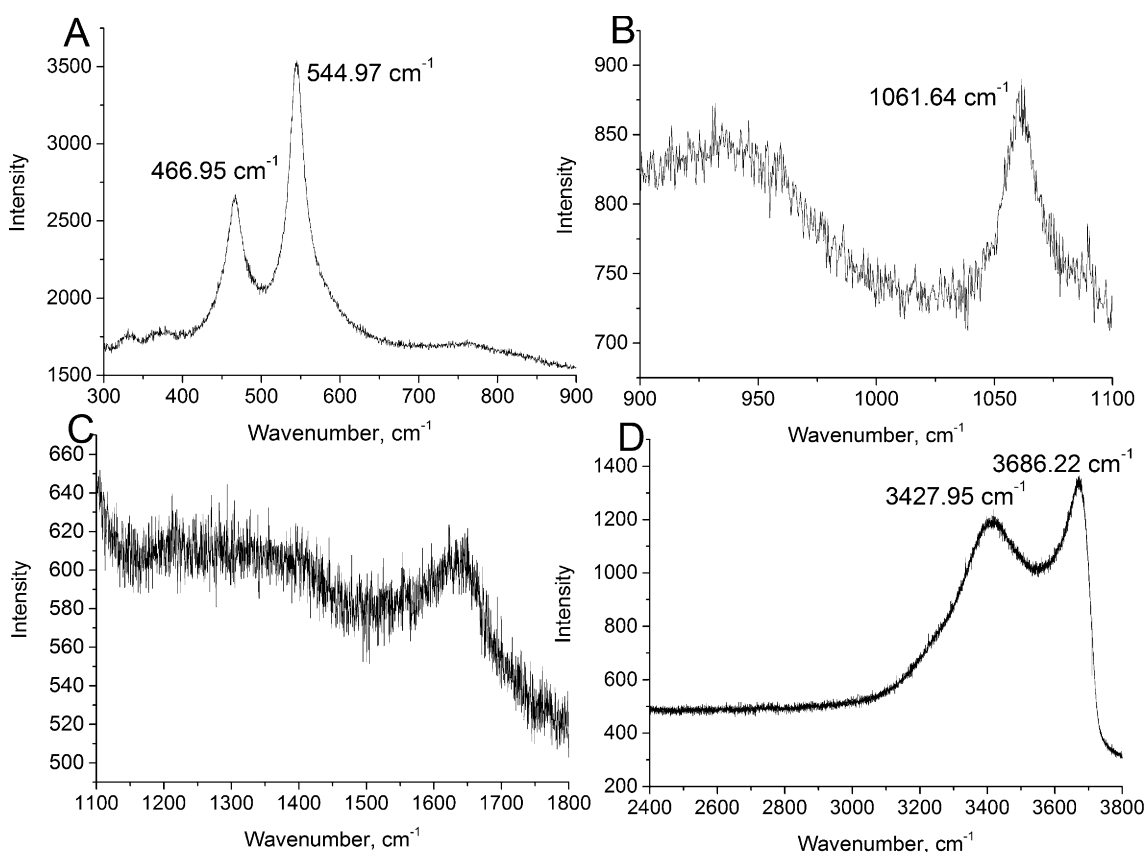 A
544.97 cm-1
466.95 cm-1
Intensity
3500
3000
2500
2000
1500
300 400 500 600 700 800 900
Wavenumber, cm-1
B
1061.64 cm-1
Intensity
900
850
800
750
700
900 950 1000 1050 1100
Wavenumber, cm-1
C
Intensity
660
640
620
600
580
560
540
520
500
1100 1200 1300 1400 1500 1600 1700 1800
Wavenumber, cm-1
D
3686.22 cm-1
3427.95 cm-1
Intensity
1400
1200
1000
800
600
400
200
2400 2600 2800 3000 3200 3400 3600 3800
Wavenumber, cm-1